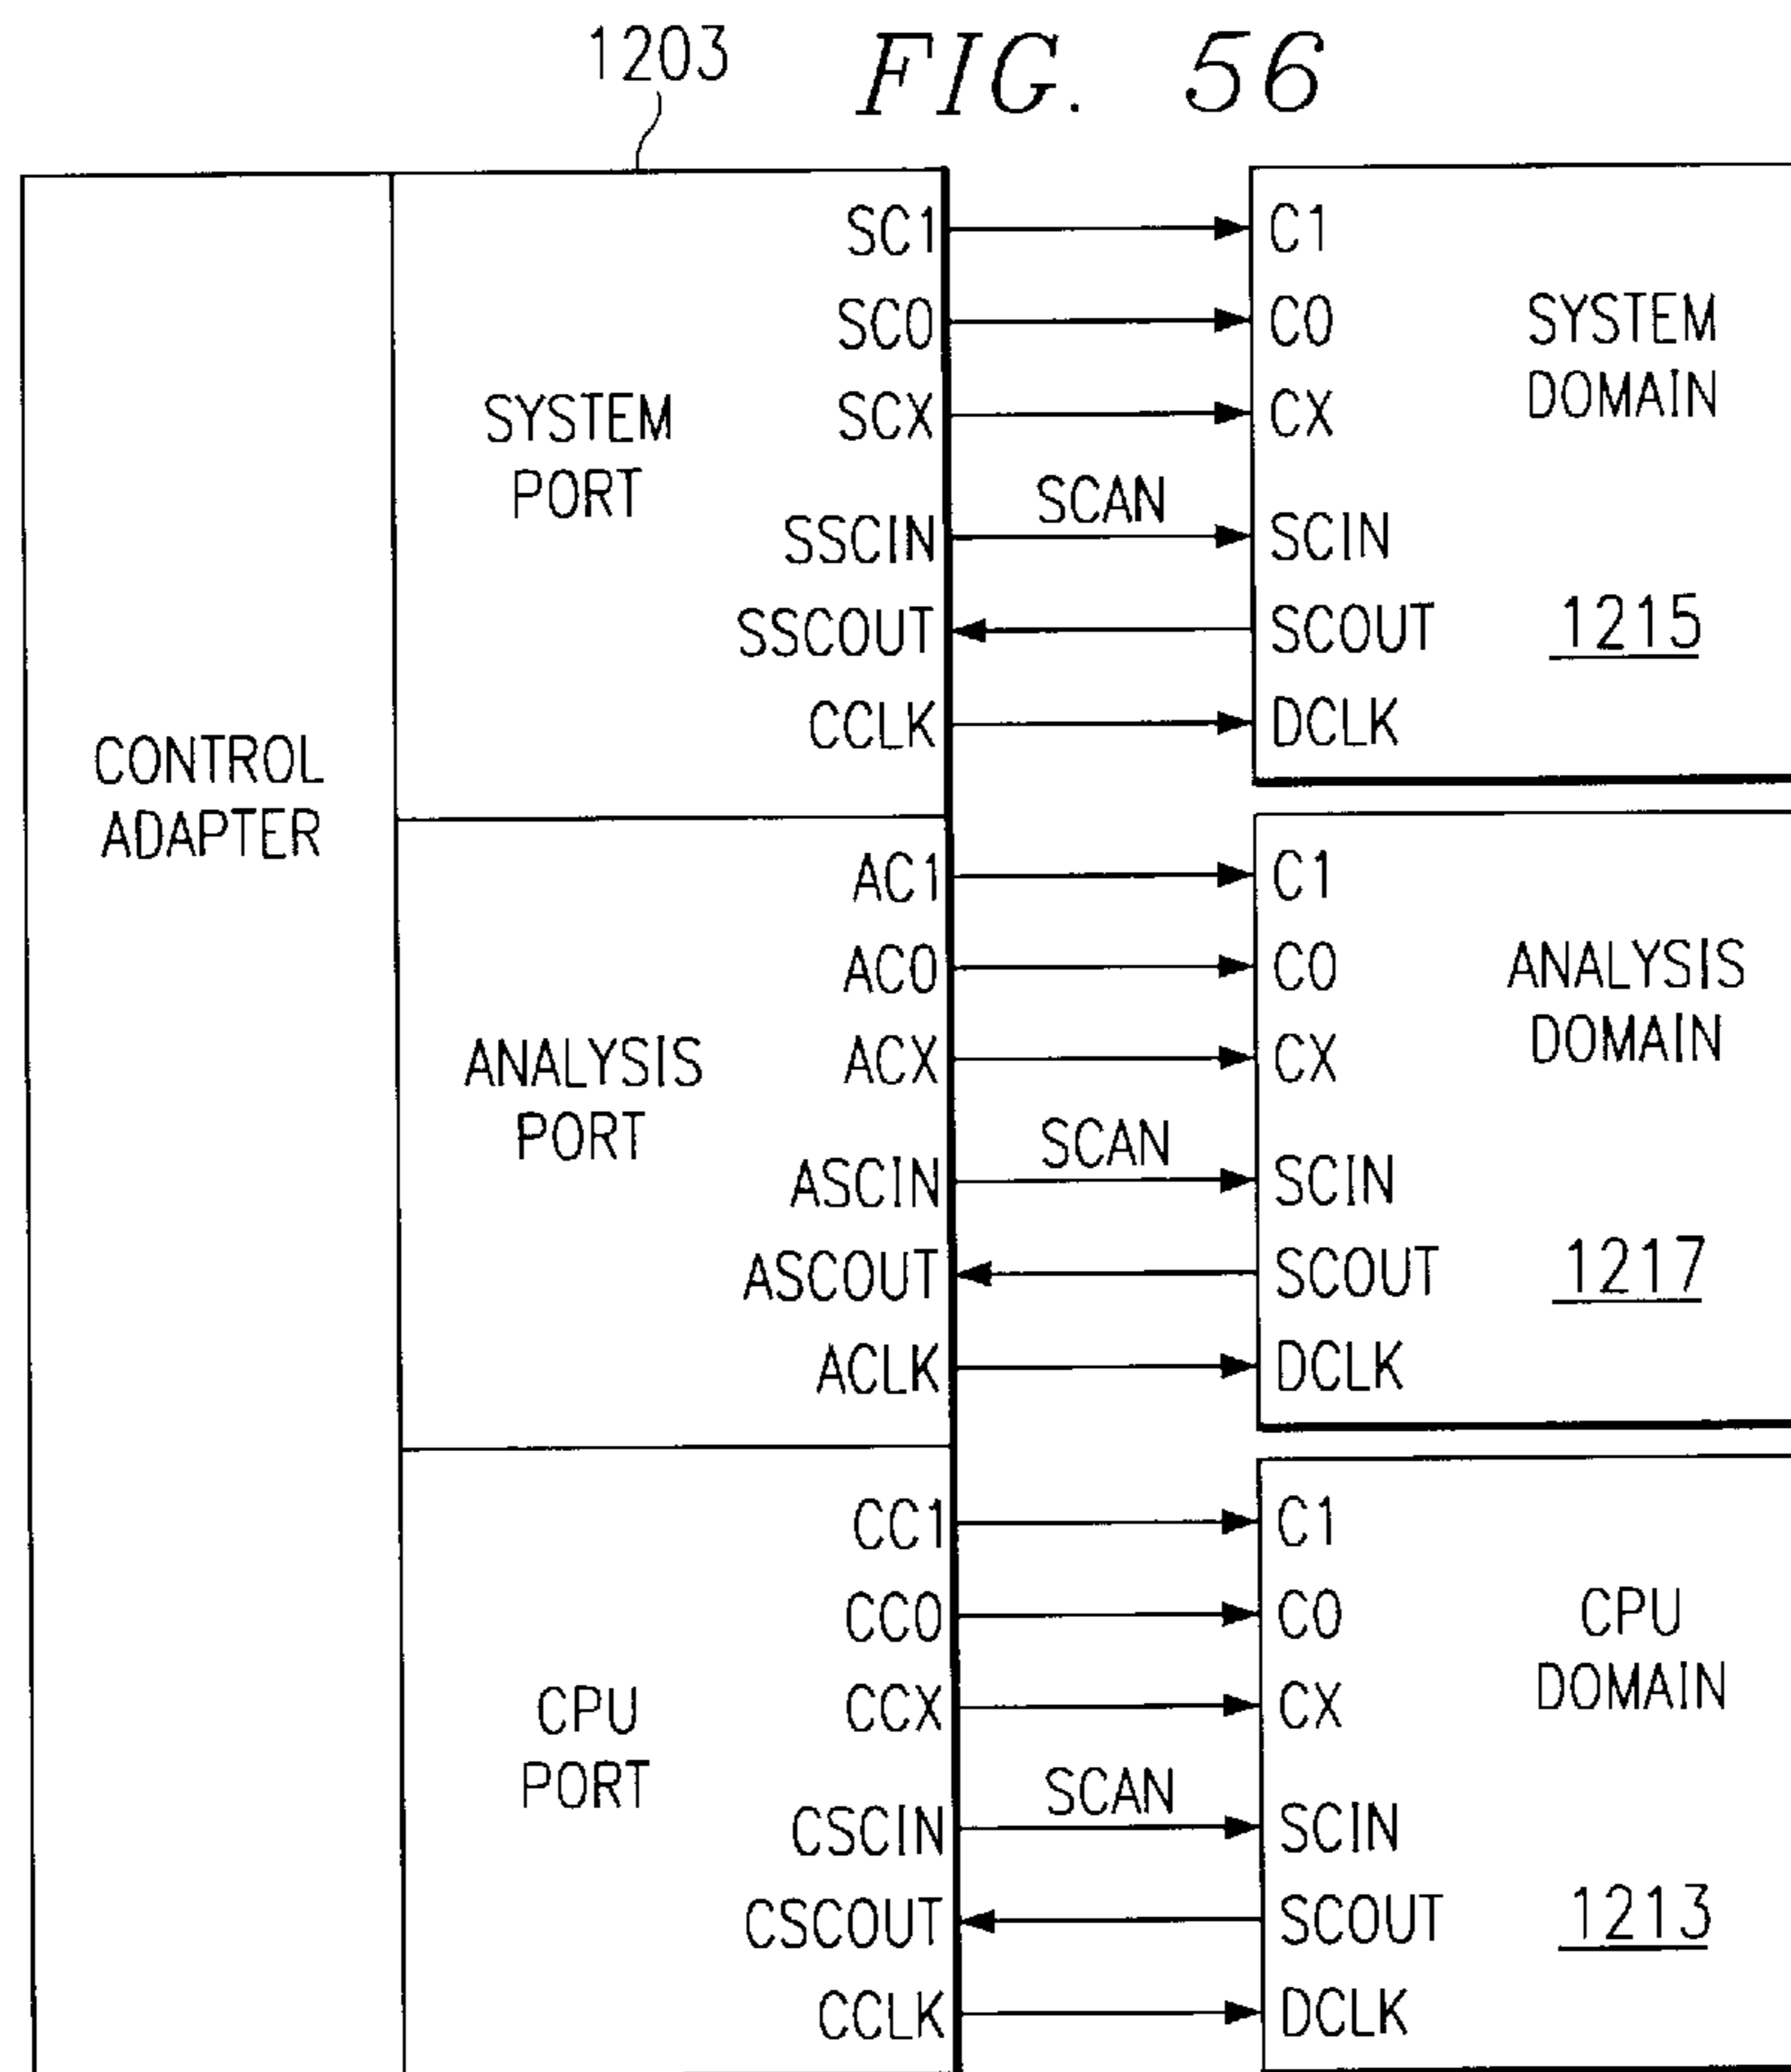 1203
FIG. 56
CONTROL
ADAPTER
SYSTEM
PORT
SC1
SC0
SCX
SSCIN
SSCOUT
CCLK
SCAN
C1
C0
CX
SCIN
SCOUT
DCLK
SYSTEM
DOMAIN
1215
ANALYSIS
PORT
AC1
AC0
ACX
ASCIN
ASCOUT
ACLK
SCAN
C1
C0
CX
SCIN
SCOUT
DCLK
ANALYSIS
DOMAIN
1217
CPU
PORT
CC1
CC0
CCX
CSCIN
CSCOUT
CCLK
SCAN
C1
C0
CX
SCIN
SCOUT
DCLK
CPU
DOMAIN
1213